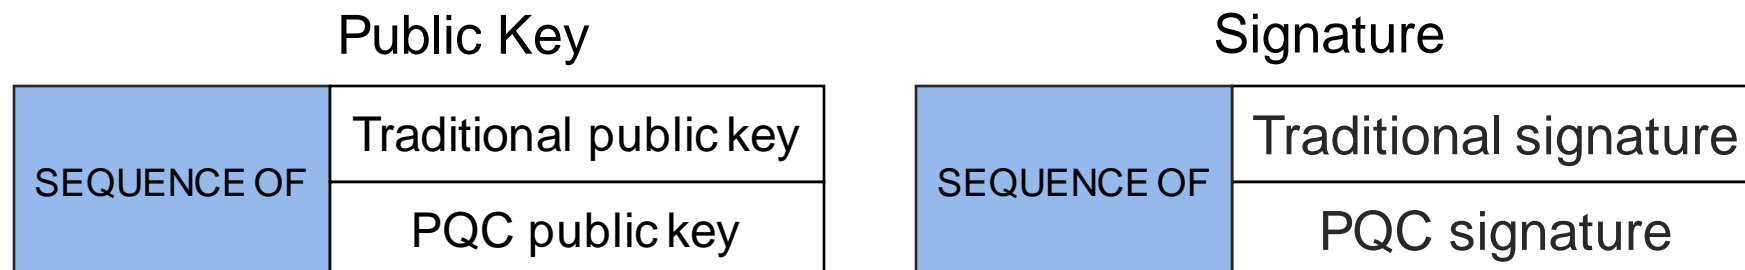 Public Key
SEQUENCE OF
Traditional public key
PQC public key
Signature
SEQUENCE OF
Traditional signature
PQC signature